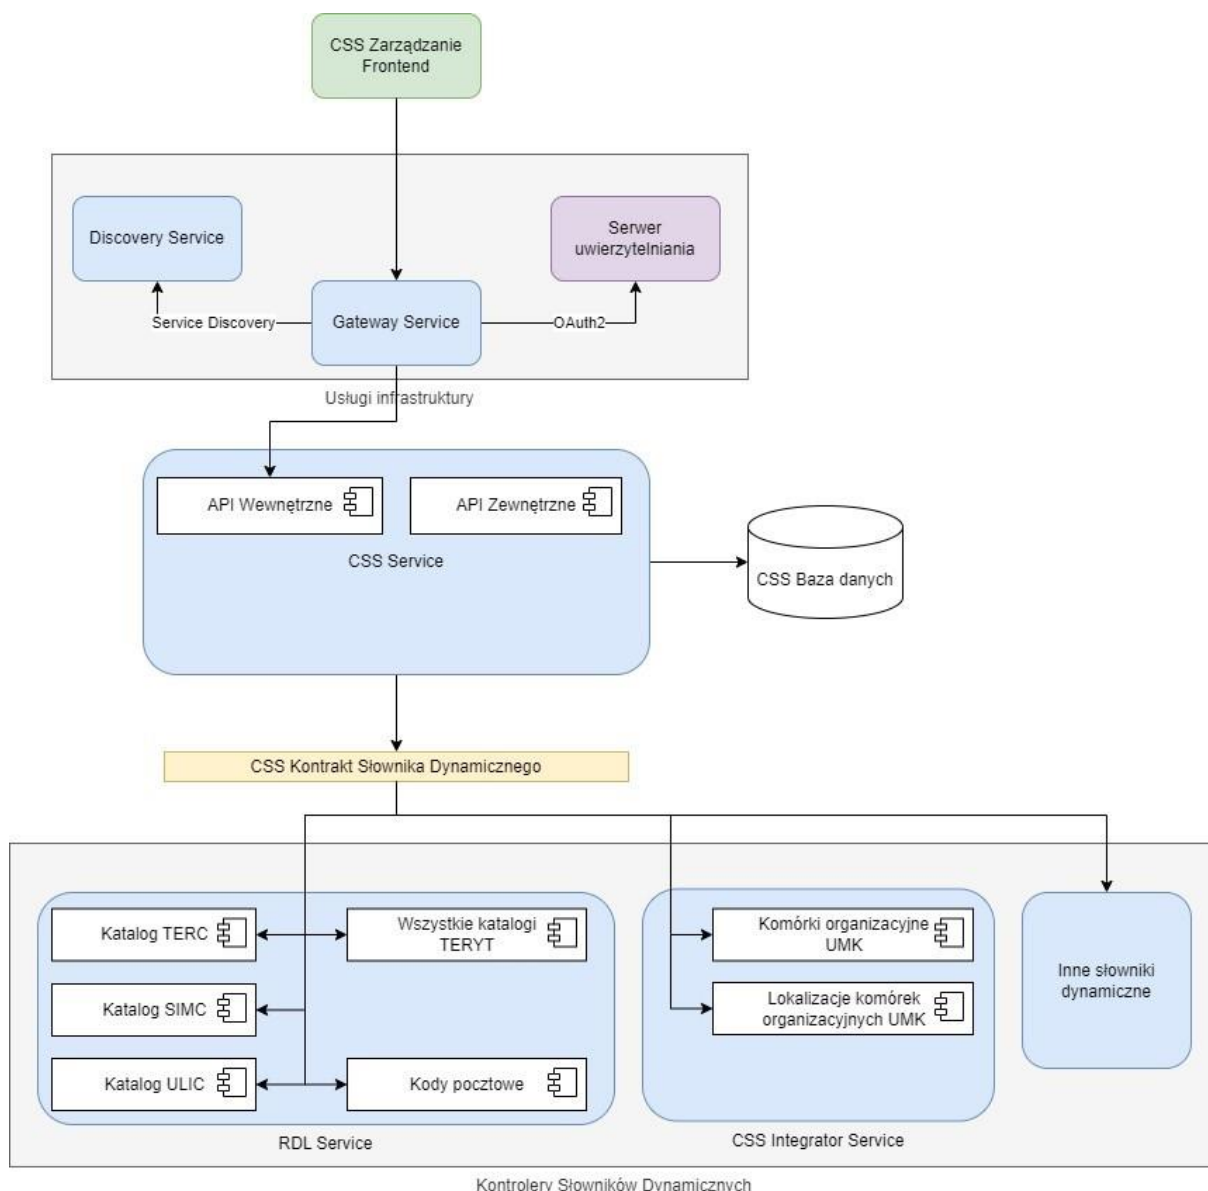 CSS Zarządzanie
Frontend
Discovery Service
Serwer
uwierzytelniania
Service Discovery
Gateway Service
OAuth2
Usługi infrastruktury
API Wewnętrzne
API Zewnętrzne
CSS Service
CSS Baza danych
CSS Kontrakt Słownika Dynamicznego
Katalog TERC
Wszystkie katalogi
TERYT
Katalog SIMC
Katalog ULIC
Kody pocztowe
RDL Service
Komórki organizacyjne
UMK
Lokalizacje komórek
organizacyjnych UMK
CSS Integrator Service
Inne słowniki
dynamiczne
Kontrolery Słowników Dynamicznych